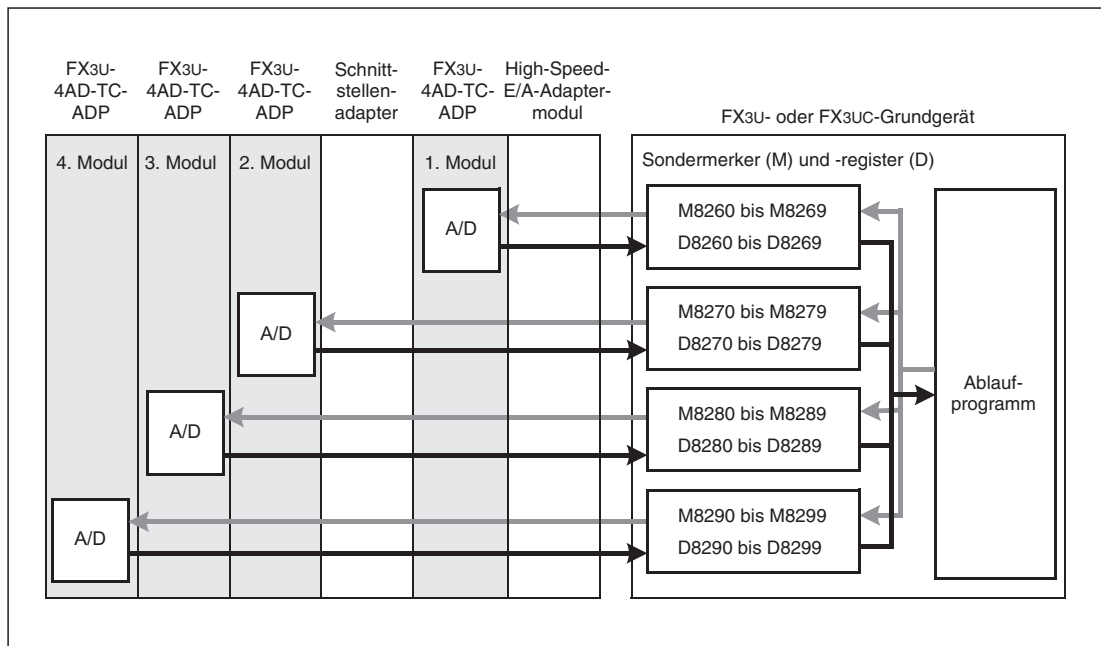 FX3U-
4AD-TC-
ADP
FX3U-
4AD-TC-
ADP
FX3U-
4AD-TC-
ADP
Schnitt-
stellen-
adapter
FX3U-
4AD-TC-
ADP
High-Speed-
E/A-Adapter-
modul
FX3U- oder FX3UC-Grundgerät
4. Modul
3. Modul
2. Modul
1. Modul
Sondermerker (M) und -register (D)
A/D
M8260 bis M8269
D8260 bis D8269
A/D
M8270 bis M8279
D8270 bis D8279
A/D
M8280 bis M8289
D8280 bis D8289
A/D
M8290 bis M8299
D8290 bis D8299
Ablauf-
programm